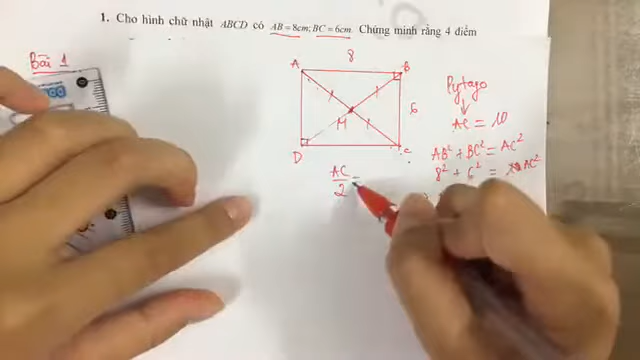 1. Cho hình chữ nhật ABCD có AB = 8cm; BC = 6cm. Chứng minh rằng 4 điểm
Bài 1
8
A
B
Pytago
6
M
AC = 10
D
C
AB² + BC² = AC²
8² + 6² = AC²
AC/2 =